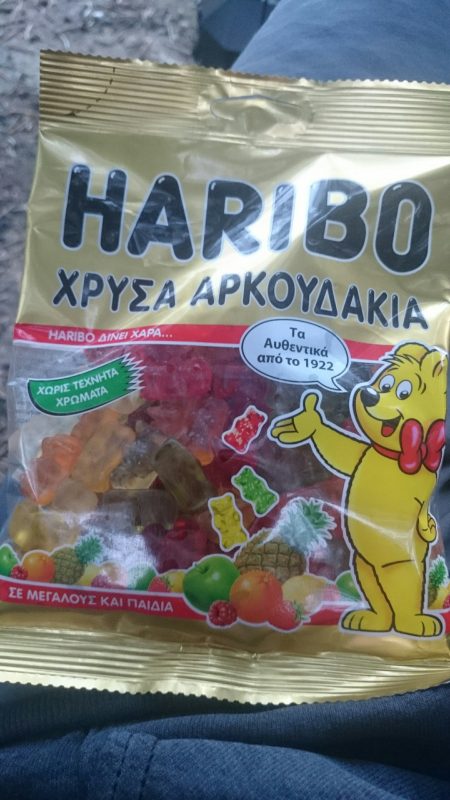 HARIBO
ΧΡΥΣΑ ΑΡΚΟΥΔΑΚΙΑ
HARIBO ΔΙΝΕΙ ΧΑΡΑ...
Τα
Αυθεντικά
από το 1922
ΧΩΡΙΣ ΤΕΧΝΗΤΑ
ΧΡΩΜΑΤΑ
ΣΕ ΜΕΓΑΛΟΥΣ ΚΑΙ ΠΑΙΔΙΑ